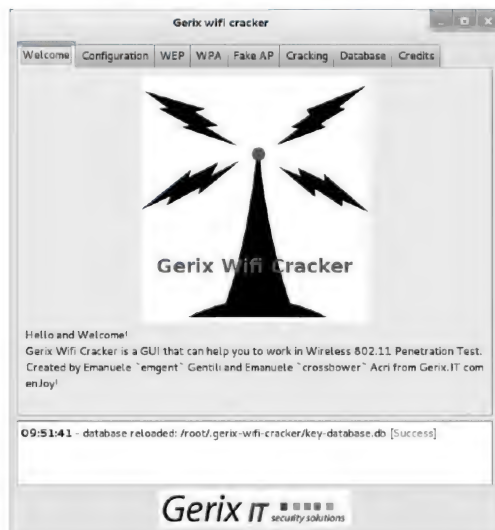 Gerix wifi cracker
Welcome Configuration WEP WPA Fake AP Cracking Database Credits
Gerix Wifi Cracker
Hello and Welcome!
Gerix Wifi Cracker is a GUI that can help you to work in Wireless 802.11 Penetration Test.
Created by Emanuele `emgent` Gentili and Emanuele `crossbower` Acri from Gerix.IT com
enJoy!
09:51:41 - database reloaded: /root/.gerix-wifi-cracker/key-database.db [Success]
Gerix IT security solutions